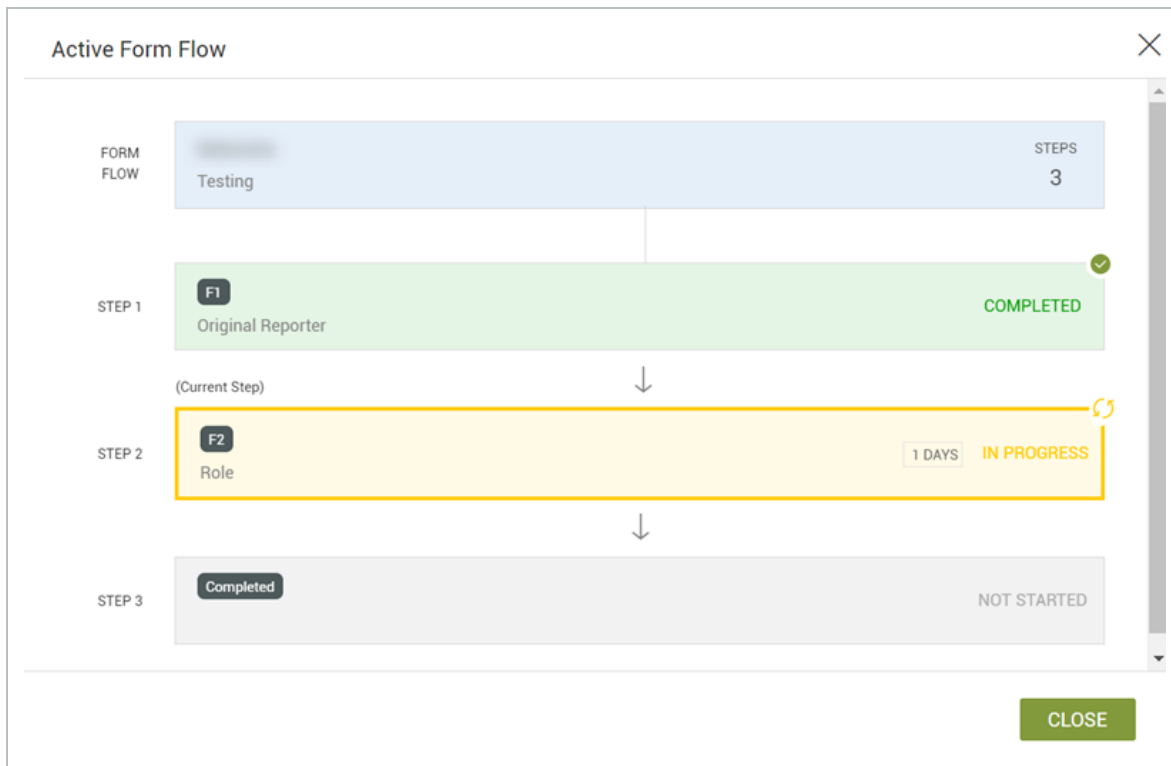 Active Form Flow
FORM
FLOW
Testing
STEPS
3
STEP 1
F1
Original Reporter
COMPLETED
(Current Step)
STEP 2
F2
Role
1 DAYS
IN PROGRESS
STEP 3
Completed
NOT STARTED
CLOSE